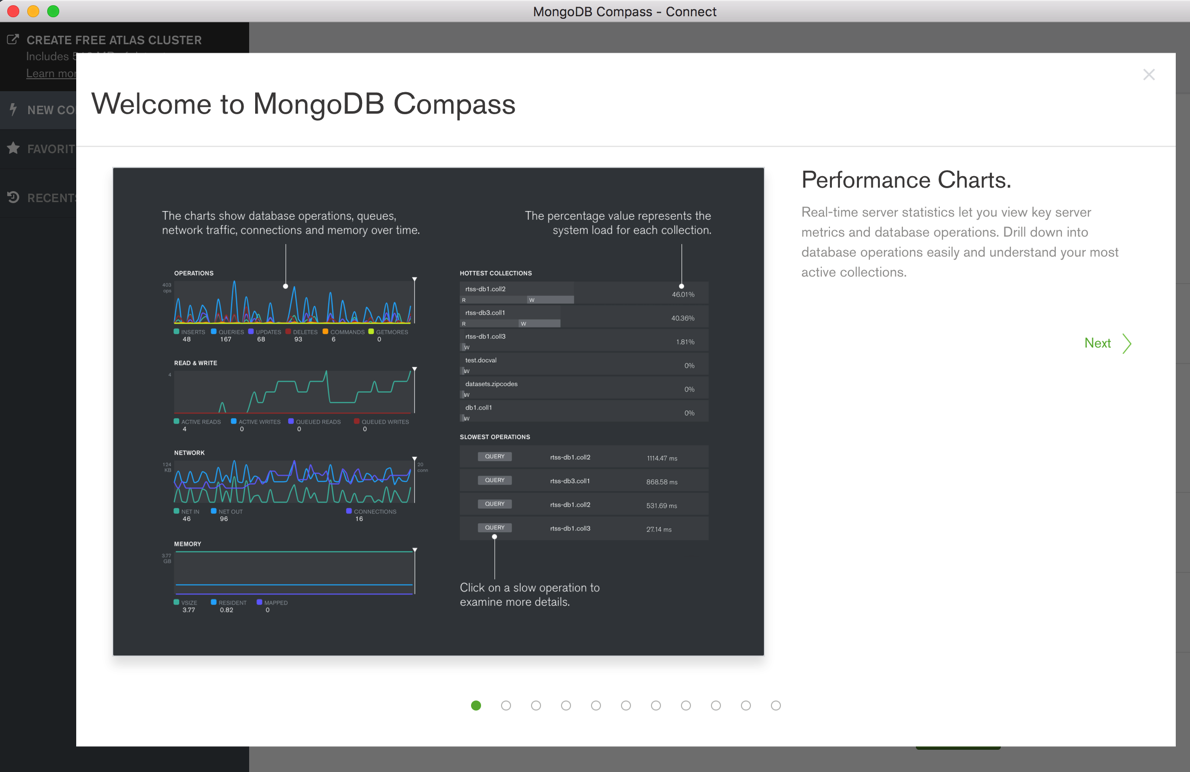 MongoDB Compass - Connect
CREATE FREE ATLAS CLUSTER
Includes
Learn
NEW
Welcome to MongoDB Compass
The charts show database operations, queues,
network traffic, connections and memory over time.
OPERATIONS
403
ops
INSERTS QUERIES UPDATES DELETES COMMANDS GETMORES
48 167 68 93 6 0
READ & WRITE
4
ACTIVE READS ACTIVE WRITES QUEUED READS QUEUED WRITES
4 0 0 0
NETWORK
KB
20
conn
NET IN NET OUT CONNECTIONS
46 96 16
MEMORY
GB
VSIZE RESIDENT MAPPED
3.77 0.82 0
The percentage value represents the
system load for each collection.
HOTTEST COLLECTIONS
rtss-db1.coll2
R W 46.01%
rtss-db3.coll1
R W 40.36%
rtss-db1.coll3
W 1.81%
test.docval
W 0%
datasets.zipcodes
W 0%
db1.coll1
W 0%
SLOWEST OPERATIONS
QUERY rtss-db1.coll2 1114.47 ms
QUERY rtss-db3.coll1 868.58 ms
QUERY rtss-db1.coll2 531.69 ms
QUERY rtss-db1.coll3 27.14 ms
Click on a slow operation to
examine more details.
Performance Charts.
Real-time server statistics let you view key server
metrics and database operations. Drill down into
database operations easily and understand your most
active collections.
Next